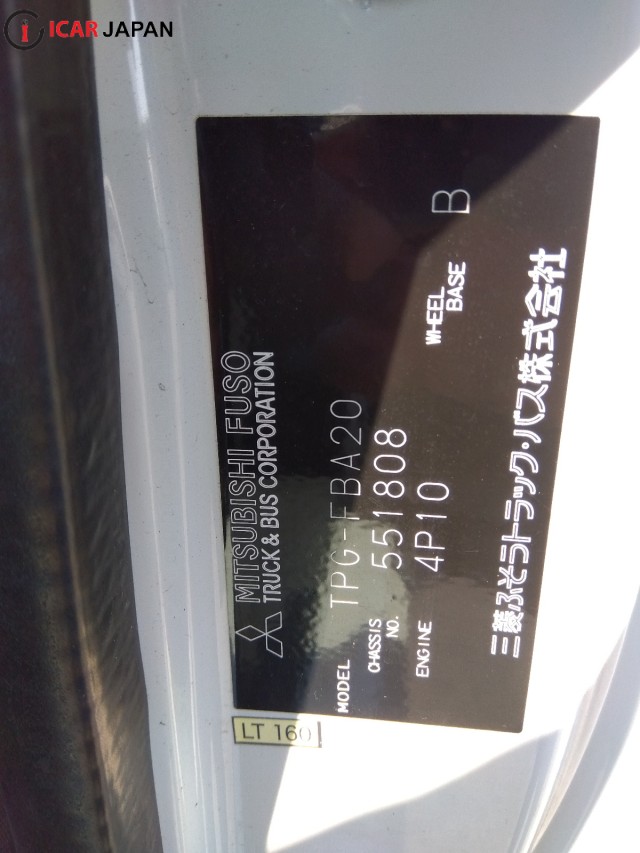 ICAR JAPAN
MITSUBISHI FUSO
TRUCK & BUS CORPORATION
MODEL TPG-FBA20
CHASSIS NO. 551808
ENGINE 4P10
WHEEL BASE B
三菱ふそうトラック・バス株式会社
LT 160